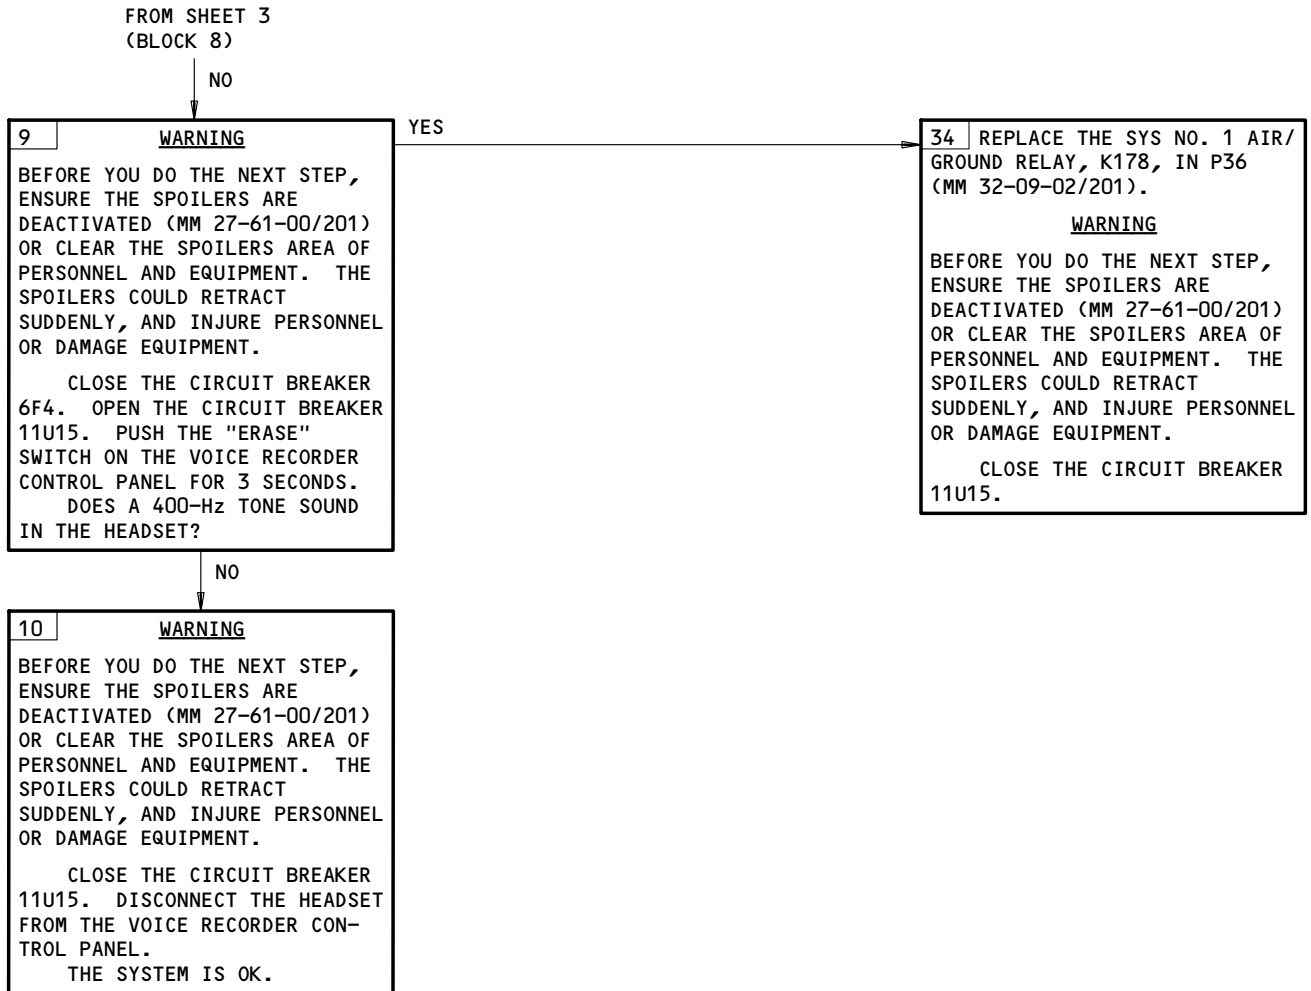 FROM SHEET 3
(BLOCK 8)
NO
9 WARNING
BEFORE YOU DO THE NEXT STEP,
ENSURE THE SPOILERS ARE
DEACTIVATED (MM 27-61-00/201)
OR CLEAR THE SPOILERS AREA OF
PERSONNEL AND EQUIPMENT. THE
SPOILERS COULD RETRACT
SUDDENLY, AND INJURE PERSONNEL
OR DAMAGE EQUIPMENT.
CLOSE THE CIRCUIT BREAKER
6F4. OPEN THE CIRCUIT BREAKER
11U15. PUSH THE "ERASE"
SWITCH ON THE VOICE RECORDER
CONTROL PANEL FOR 3 SECONDS.
DOES A 400-Hz TONE SOUND
IN THE HEADSET?
YES
34 REPLACE THE SYS NO. 1 AIR/
GROUND RELAY, K178, IN P36
(MM 32-09-02/201).
WARNING
BEFORE YOU DO THE NEXT STEP,
ENSURE THE SPOILERS ARE
DEACTIVATED (MM 27-61-00/201)
OR CLEAR THE SPOILERS AREA OF
PERSONNEL AND EQUIPMENT. THE
SPOILERS COULD RETRACT
SUDDENLY, AND INJURE PERSONNEL
OR DAMAGE EQUIPMENT.
CLOSE THE CIRCUIT BREAKER
11U15.
NO
10 WARNING
BEFORE YOU DO THE NEXT STEP,
ENSURE THE SPOILERS ARE
DEACTIVATED (MM 27-61-00/201)
OR CLEAR THE SPOILERS AREA OF
PERSONNEL AND EQUIPMENT. THE
SPOILERS COULD RETRACT
SUDDENLY, AND INJURE PERSONNEL
OR DAMAGE EQUIPMENT.
CLOSE THE CIRCUIT BREAKER
11U15. DISCONNECT THE HEADSET
FROM THE VOICE RECORDER CON-
TROL PANEL.
THE SYSTEM IS OK.